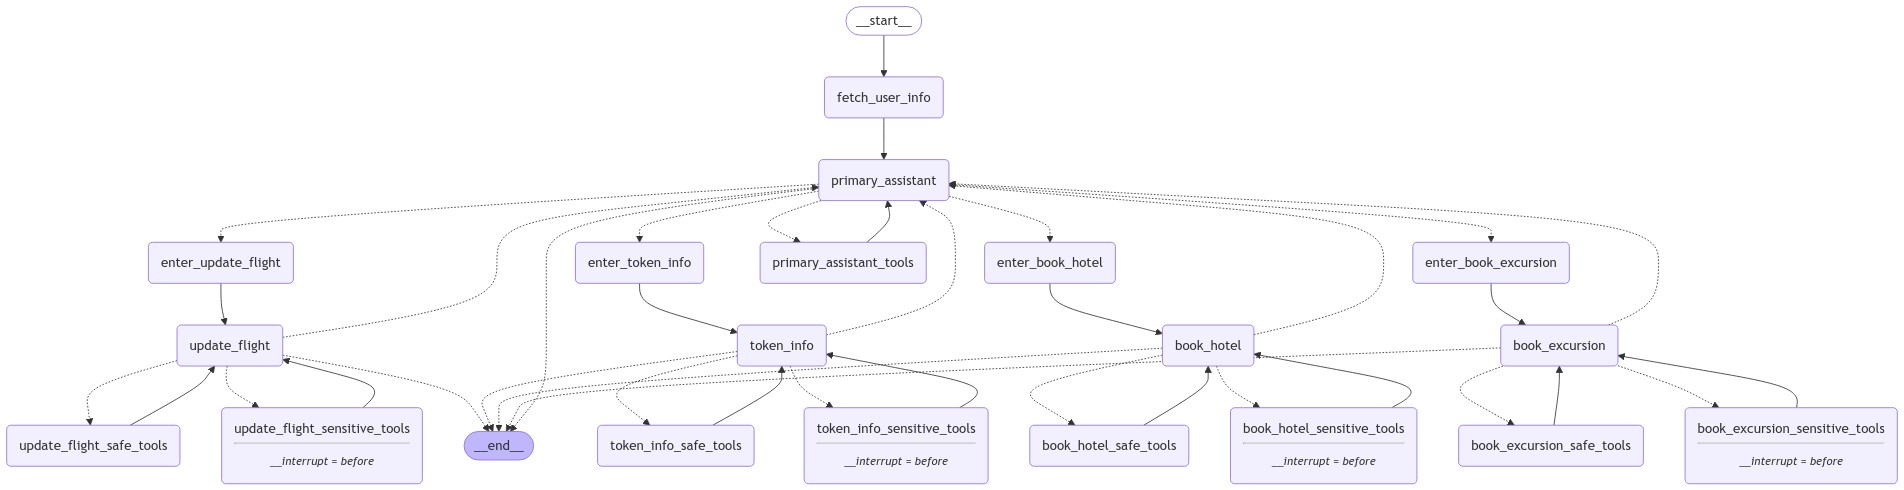 __start__
fetch_user_info
primary_assistant
enter_update_flight
enter_token_info
primary_assistant_tools
enter_book_hotel
enter_book_excursion
update_flight
token_info
book_hotel
book_excursion
update_flight_safe_tools
update_flight_sensitive_tools
__interrupt = before
__end__
token_info_safe_tools
token_info_sensitive_tools
__interrupt = before
book_hotel_safe_tools
book_hotel_sensitive_tools
__interrupt = before
book_excursion_safe_tools
book_excursion_sensitive_tools
__interrupt = before